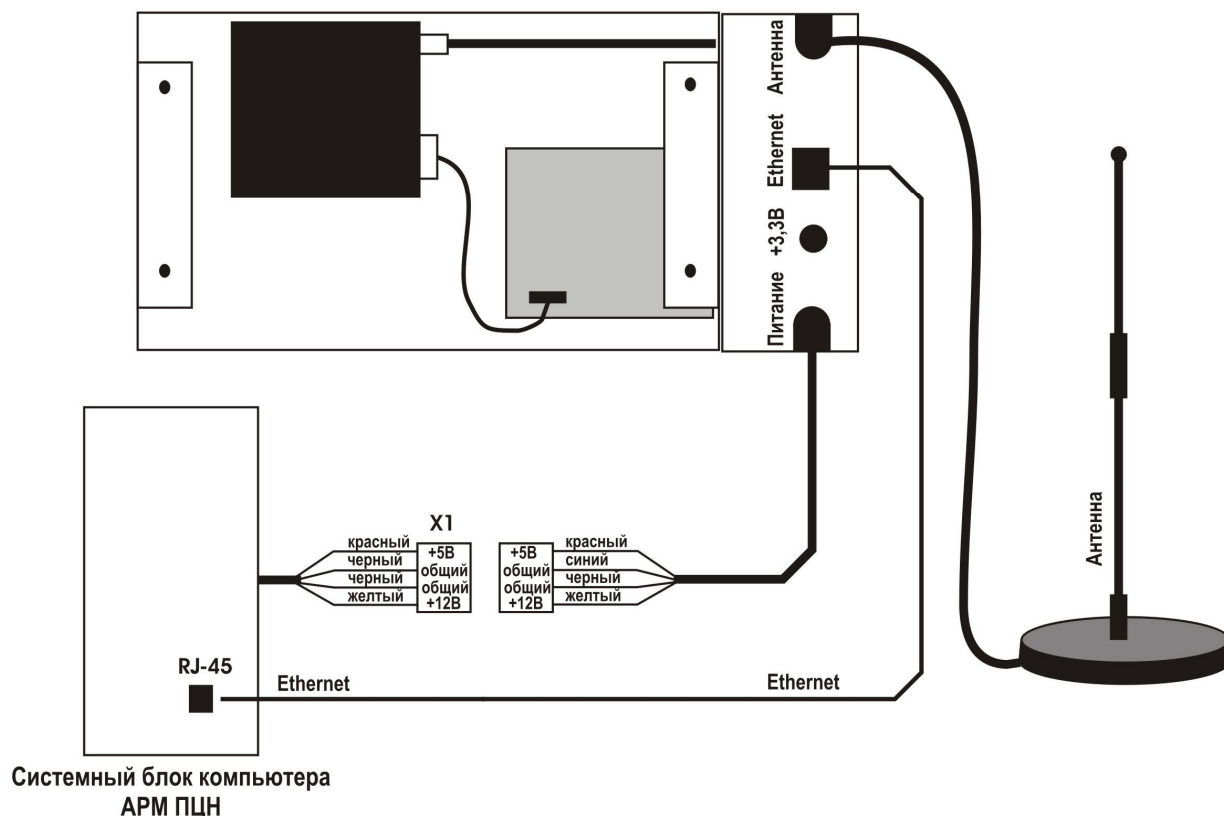 Антенна
Ethernet
+3,3В
Питание
Антенна
X1
красный
черный
черный
желтый
+5В
общий
общий
+12В
+5В
общий
общий
+12В
красный
синий
черный
желтый
RJ-45
Ethernet
Ethernet
Системный блок компьютера
АРМ ПЦН